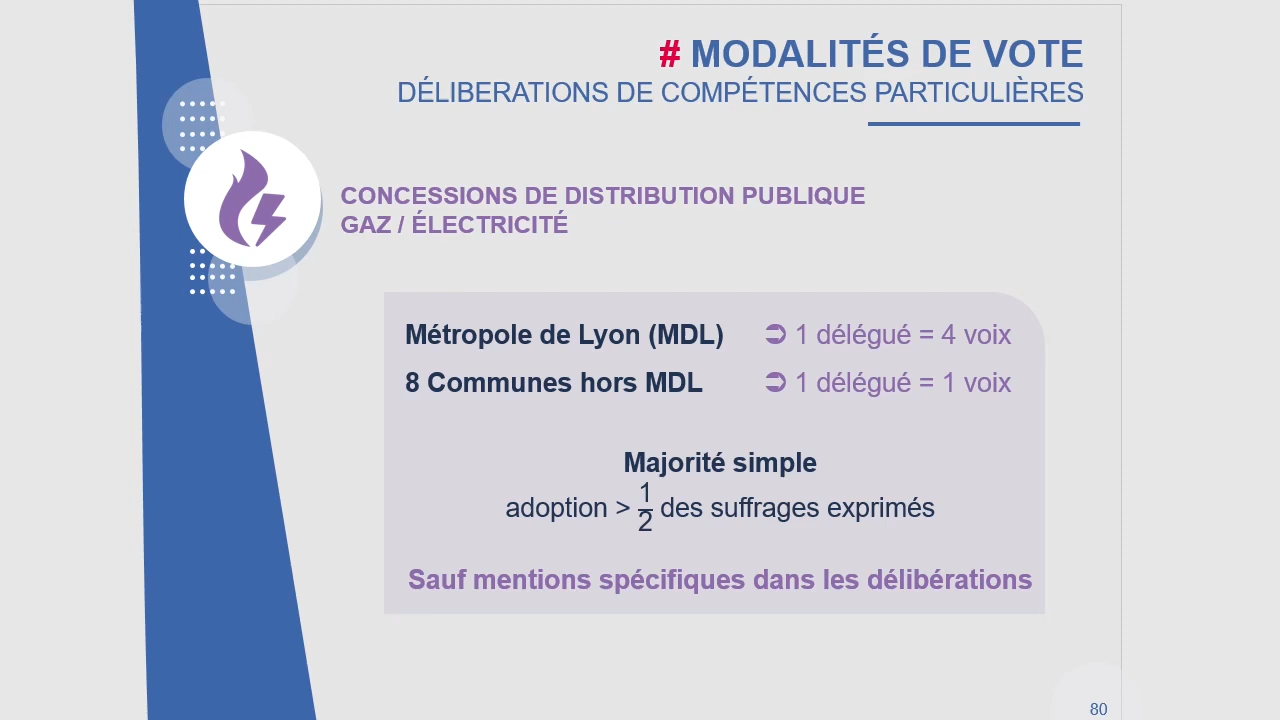 # MODALITÉS DE VOTE
DÉLIBERATIONS DE COMPÉTENCES PARTICULIÈRES
CONCESSIONS DE DISTRIBUTION PUBLIQUE
GAZ / ÉLECTRICITÉ
Métropole de Lyon (MDL) ➲ 1 délégué = 4 voix
8 Communes hors MDL ➲ 1 délégué = 1 voix
Majorité simple
adoption > 1/2 des suffrages exprimés
Sauf mentions spécifiques dans les délibérations
80